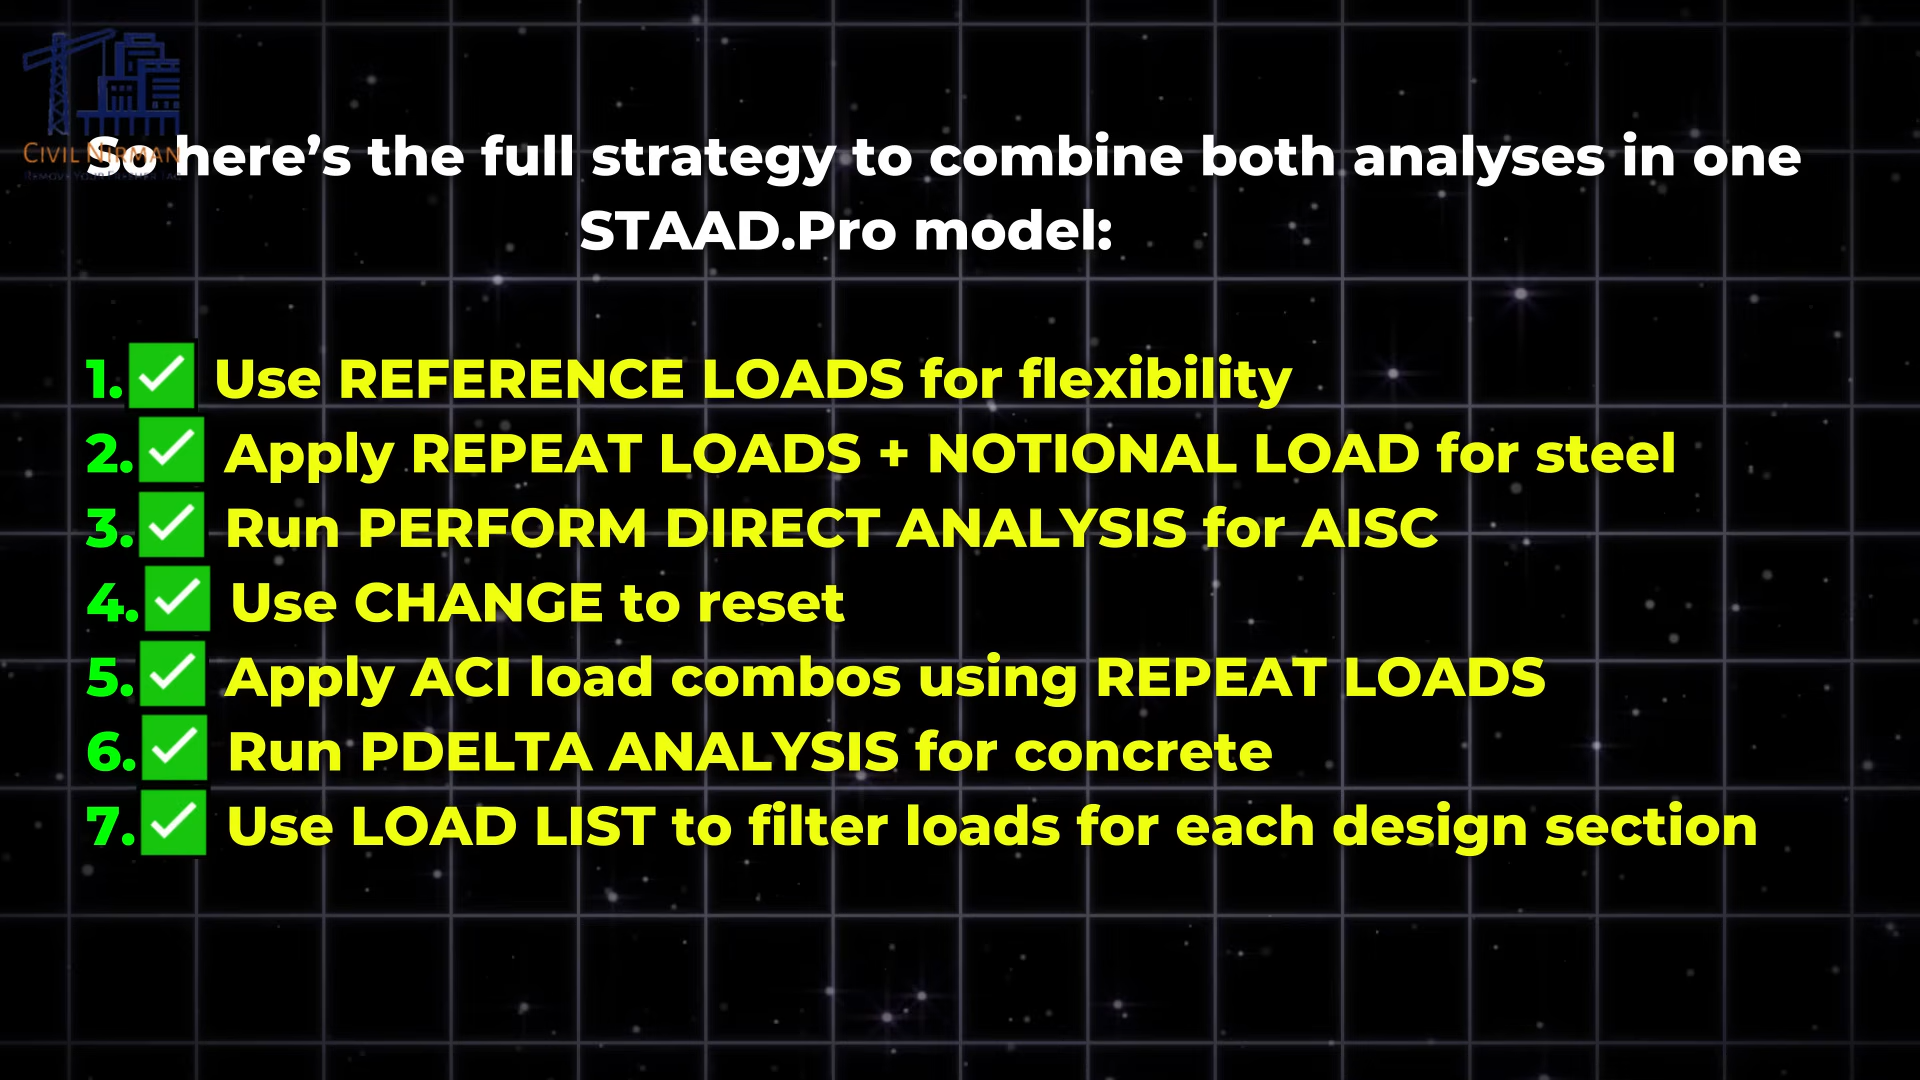 CIVIL NIRMAN
So here’s the full strategy to combine both analyses in one
STAAD.Pro model:
1.✅ Use REFERENCE LOADS for flexibility
2.✅ Apply REPEAT LOADS + NOTIONAL LOAD for steel
3.✅ Run PERFORM DIRECT ANALYSIS for AISC
4.✅ Use CHANGE to reset
5.✅ Apply ACI load combos using REPEAT LOADS
6.✅ Run PDELTA ANALYSIS for concrete
7.✅ Use LOAD LIST to filter loads for each design section